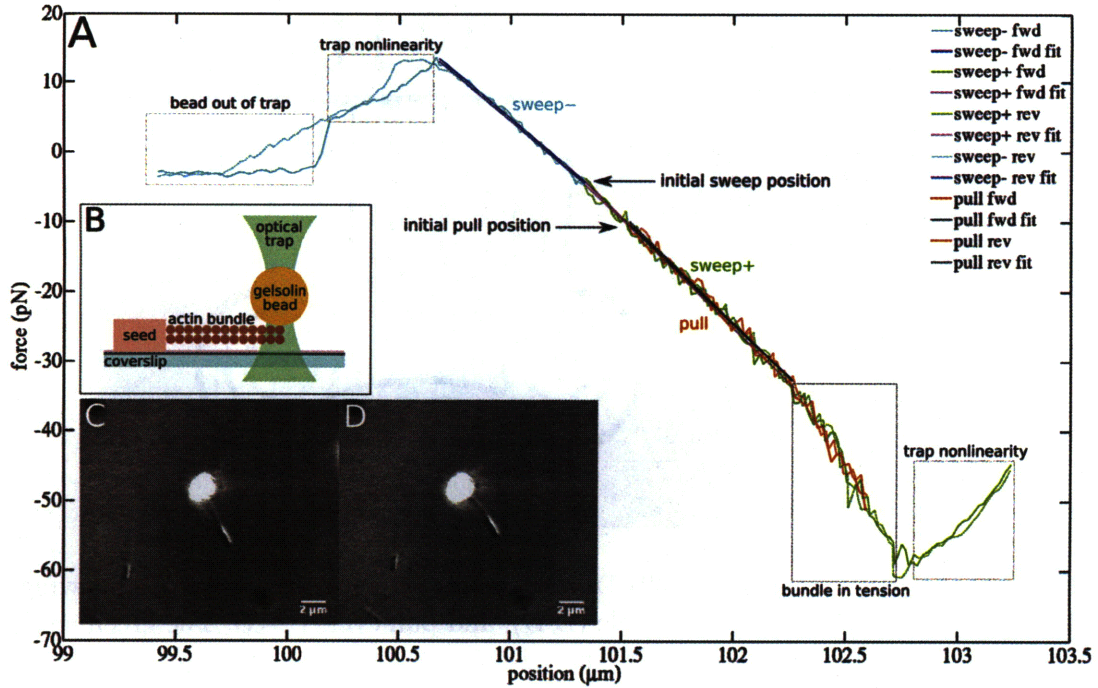 A
20
10
0
-10
-20
-30
-40
-50
-60
-70
force (pN)
99
99.5
100
100.5
101
101.5
102
102.5
103
103.5
position (μm)
trap nonlinearity
bead out of trap
sweep−
initial sweep position
initial pull position
sweep+
pull
bundle in tension
trap nonlinearity
sweep- fwd
sweep- fwd fit
sweep+ fwd
sweep+ fwd fit
sweep+ rev
sweep+ rev fit
sweep- rev
sweep- rev fit
pull fwd
pull fwd fit
pull rev
pull rev fit
B
optical
trap
gelsolin
bead
actin bundle
seed
coverslip
C
2 μm
D
2 μm